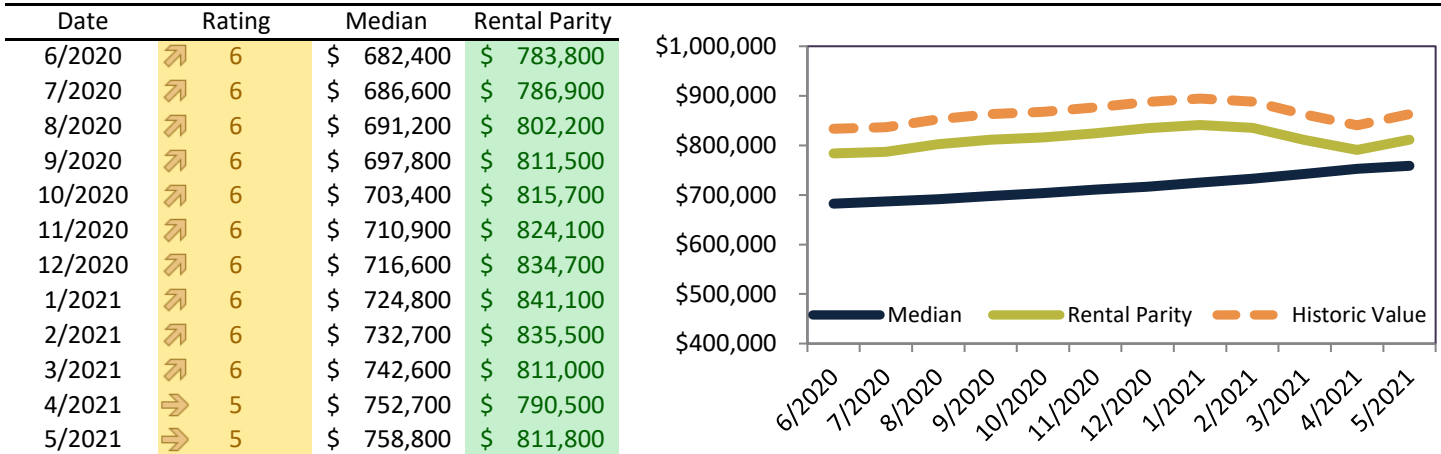 Date Rating Median Rental Parity
6/2020 6 $ 682,400 $ 783,800
7/2020 6 $ 686,600 $ 786,900
8/2020 6 $ 691,200 $ 802,200
9/2020 6 $ 697,800 $ 811,500
10/2020 6 $ 703,400 $ 815,700
11/2020 6 $ 710,900 $ 824,100
12/2020 6 $ 716,600 $ 834,700
1/2021 6 $ 724,800 $ 841,100
2/2021 6 $ 732,700 $ 835,500
3/2021 6 $ 742,600 $ 811,000
4/2021 5 $ 752,700 $ 790,500
5/2021 5 $ 758,800 $ 811,800
$1,000,000
$900,000
$800,000
$700,000
$600,000
$500,000
$400,000
Median Rental Parity Historic Value
6/2020 7/2020 8/2020 9/2020 10/2020 11/2020 12/2020 1/2021 2/2021 3/2021 4/2021 5/2021